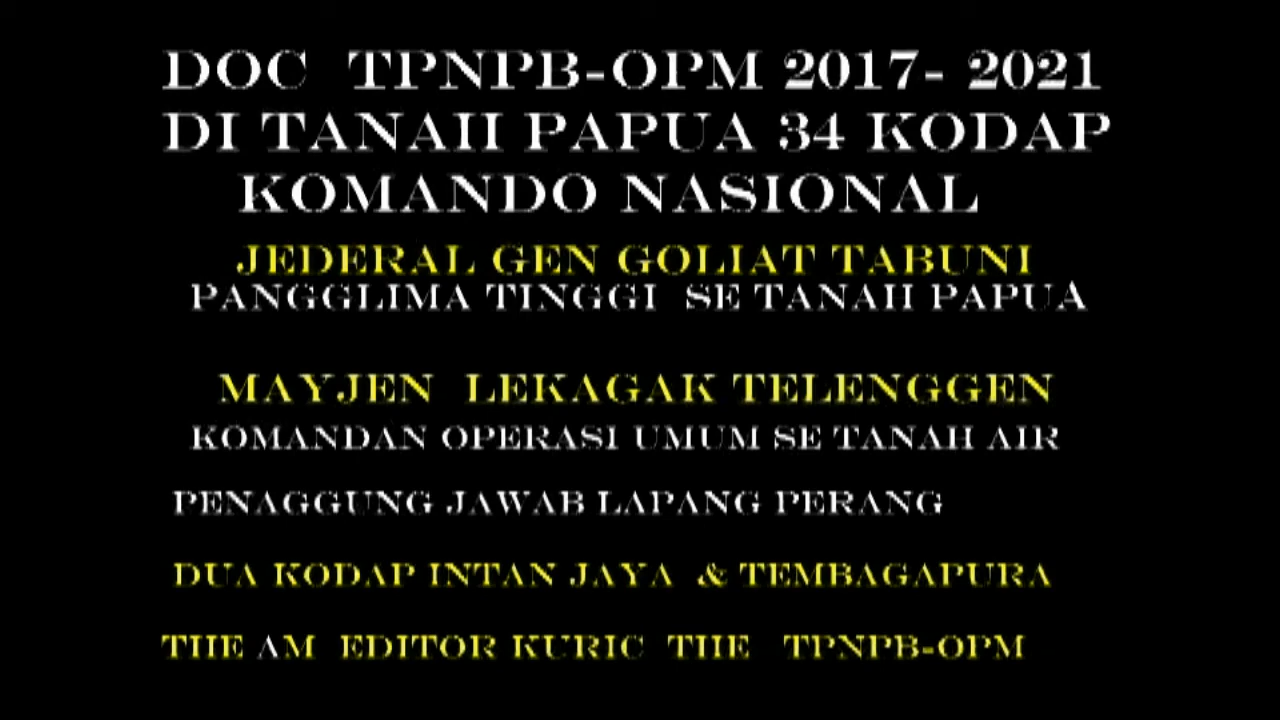 DOC TPNPB-OPM 2017- 2021
DI TANAH PAPUA 34 KODAP
KOMANDO NASIONAL
JEDERAL GEN GOLIAT TABUNI
PANGGLIMA TINGGI SE TANAH PAPUA
MAYJEN LEKAGAK TELENGGEN
KOMANDAN OPERASI UMUM SE TANAH AIR
PENAGGUNG JAWAB LAPANG PERANG
DUA KODAP INTAN JAYA & TEMBAGAPURA
THE AM EDITOR KURIC THE TPNPB-OPM